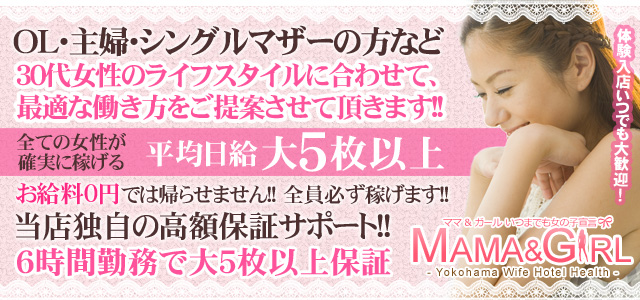 OL・主婦・シングルマザーの方など
30代女性のライフスタイルに合わせて、
最適な働き方をご提案させて頂きます!!
全ての女性が
確実に稼げる
平均日給 大5枚以上
お給料0円では帰らせません!! 全員必ず稼げます!!
当店独自の高額保証サポート!!
6時間勤務で大5枚以上保証
体験入店いつでも大歓迎!
ママ&ガール いつまでも女の子宣言
MAMA&GIRL
- Yokohama Wife Hotel Health -